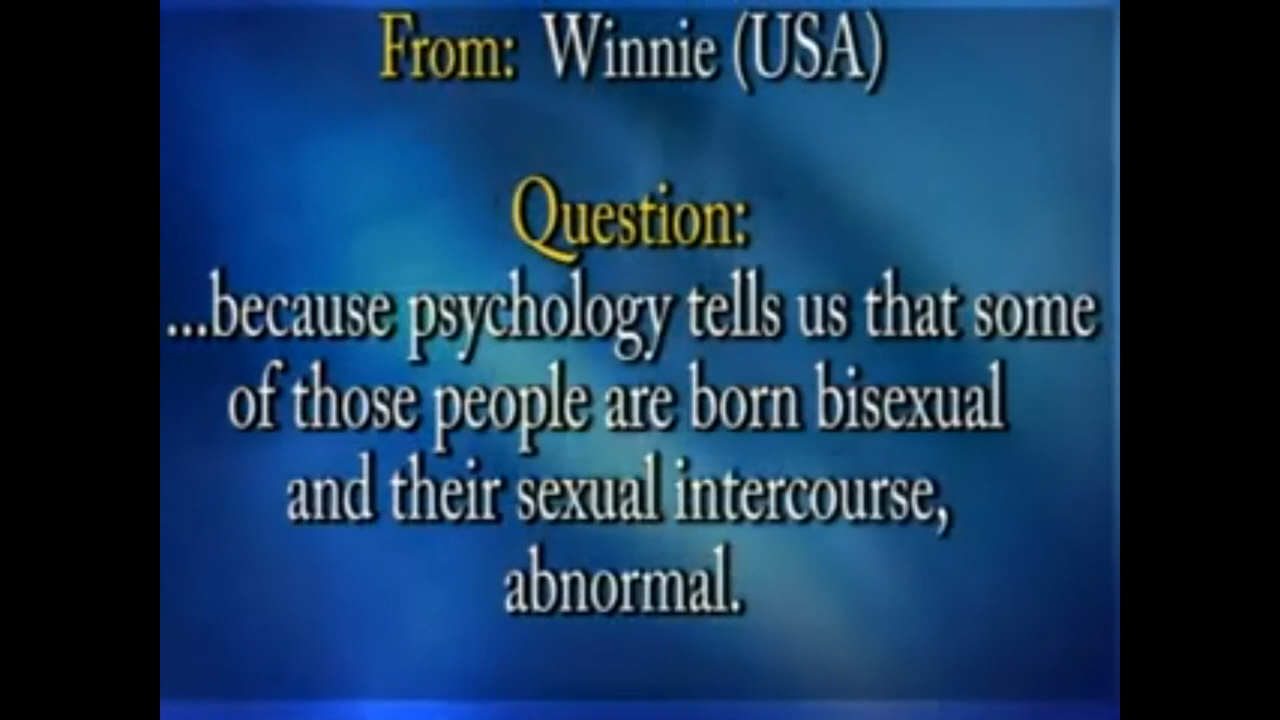 From: Winnie (USA)
Question:
...because psychology tells us that some
of those people are born bisexual
and their sexual intercourse,
abnormal.